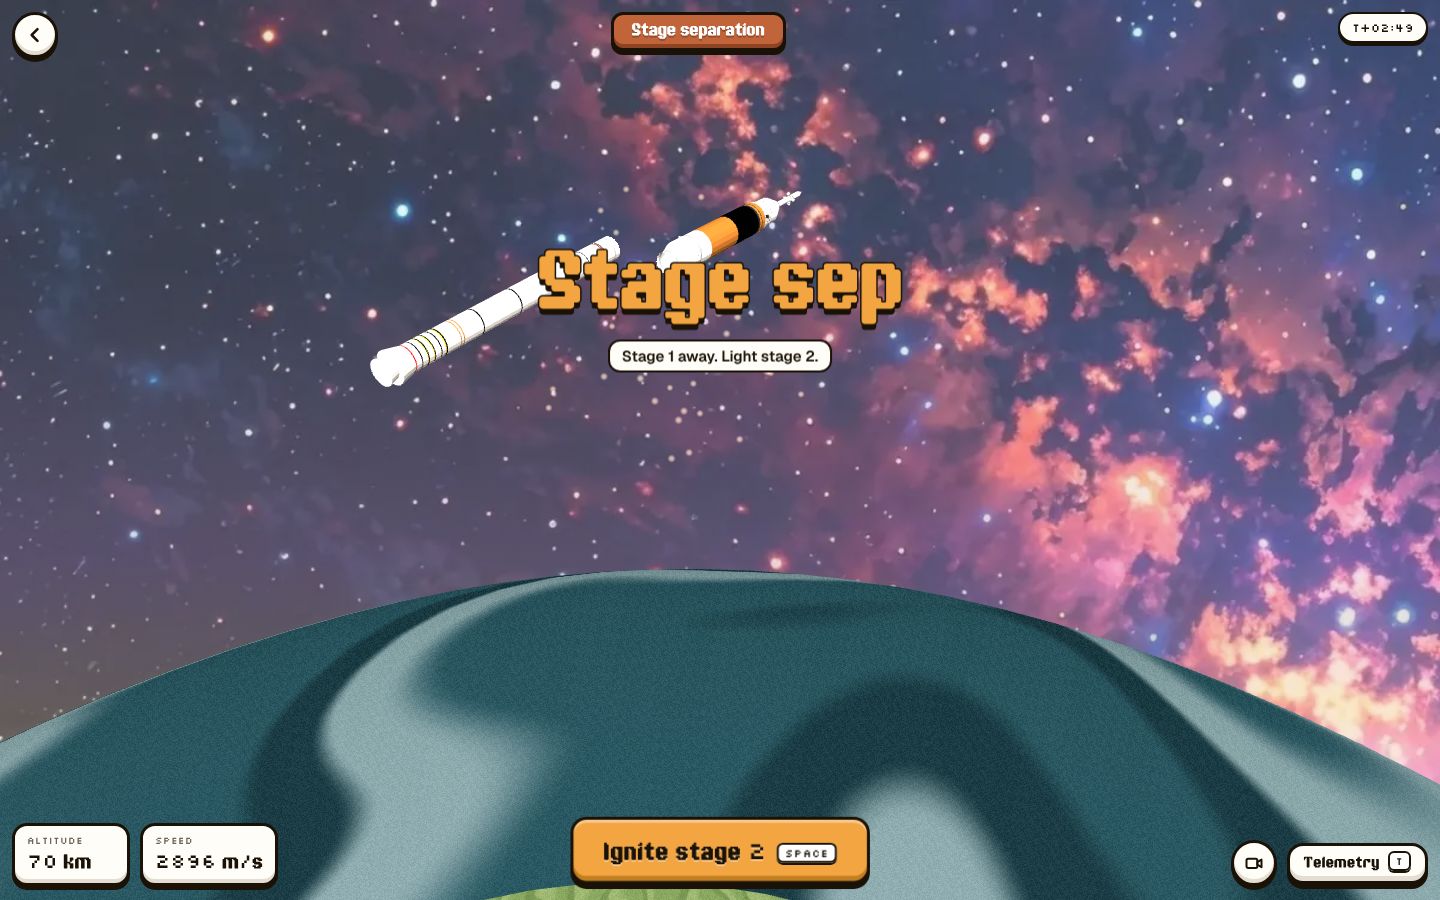 Stage separation
T+02:49
Stage sep
Stage 1 away. Light stage 2.
ALTITUDE
70 km
SPEED
2896 m/s
Ignite stage 2 SPACE
Telemetry T